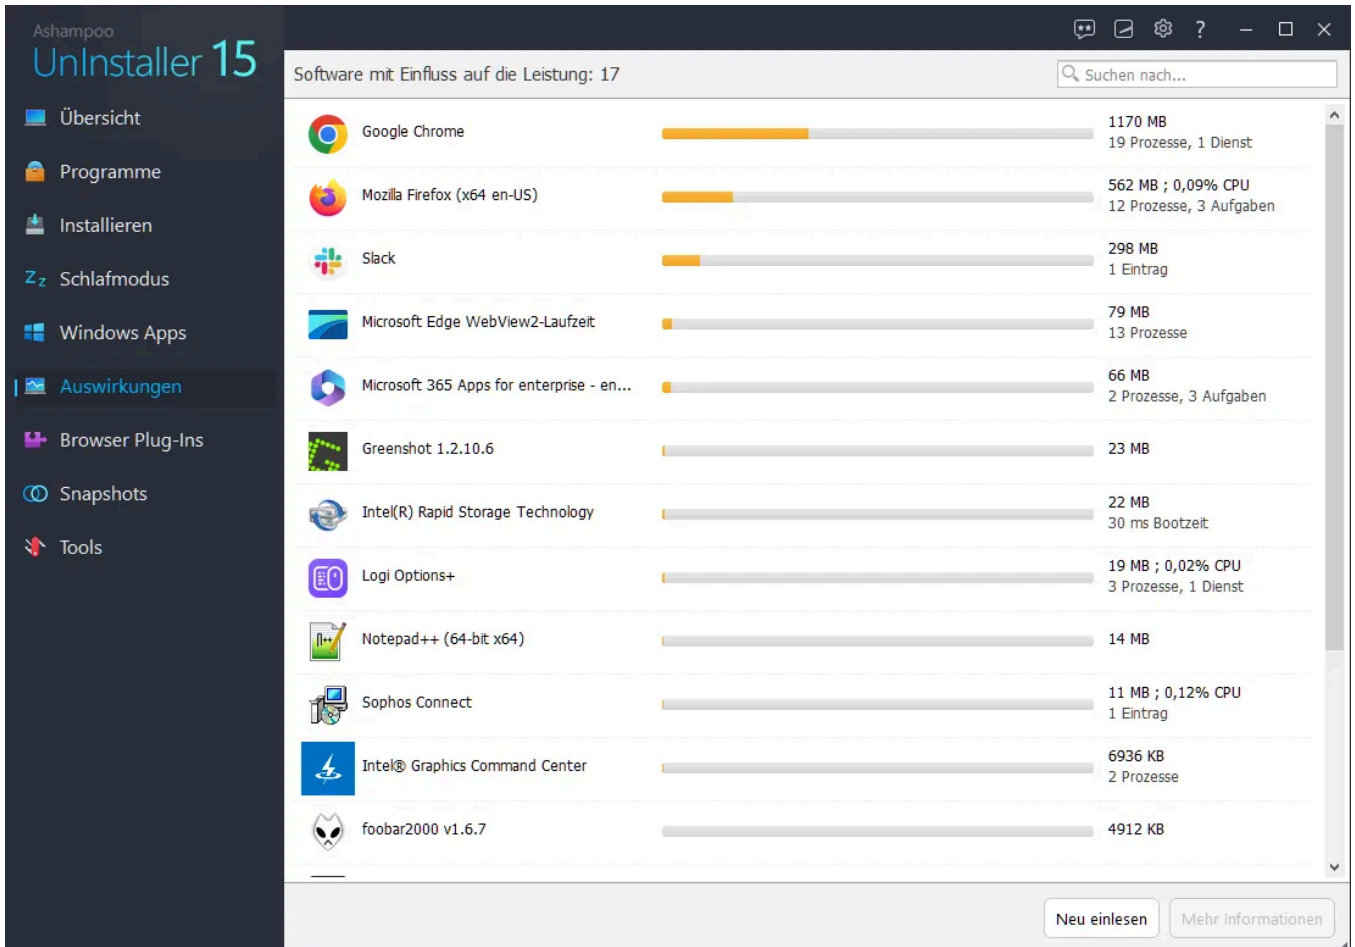 Ashampoo
UnInstaller 15
Übersicht
Programme
Installieren
Schlafmodus
Windows Apps
Auswirkungen
Browser Plug-Ins
Snapshots
Tools
Software mit Einfluss auf die Leistung: 17
Suchen nach...
Google Chrome
1170 MB
19 Prozesse, 1 Dienst
Mozilla Firefox (x64 en-US)
562 MB ; 0,09% CPU
12 Prozesse, 3 Aufgaben
Slack
298 MB
1 Eintrag
Microsoft Edge WebView2-Laufzeit
79 MB
13 Prozesse
Microsoft 365 Apps for enterprise - en...
66 MB
2 Prozesse, 3 Aufgaben
Greenshot 1.2.10.6
23 MB
Intel(R) Rapid Storage Technology
22 MB
30 ms Bootzeit
Logi Options+
19 MB ; 0,02% CPU
3 Prozesse, 1 Dienst
Notepad++ (64-bit x64)
14 MB
Sophos Connect
11 MB ; 0,12% CPU
1 Eintrag
Intel® Graphics Command Center
6936 KB
2 Prozesse
foobar2000 v1.6.7
4912 KB
Neu einlesen
Mehr Informationen